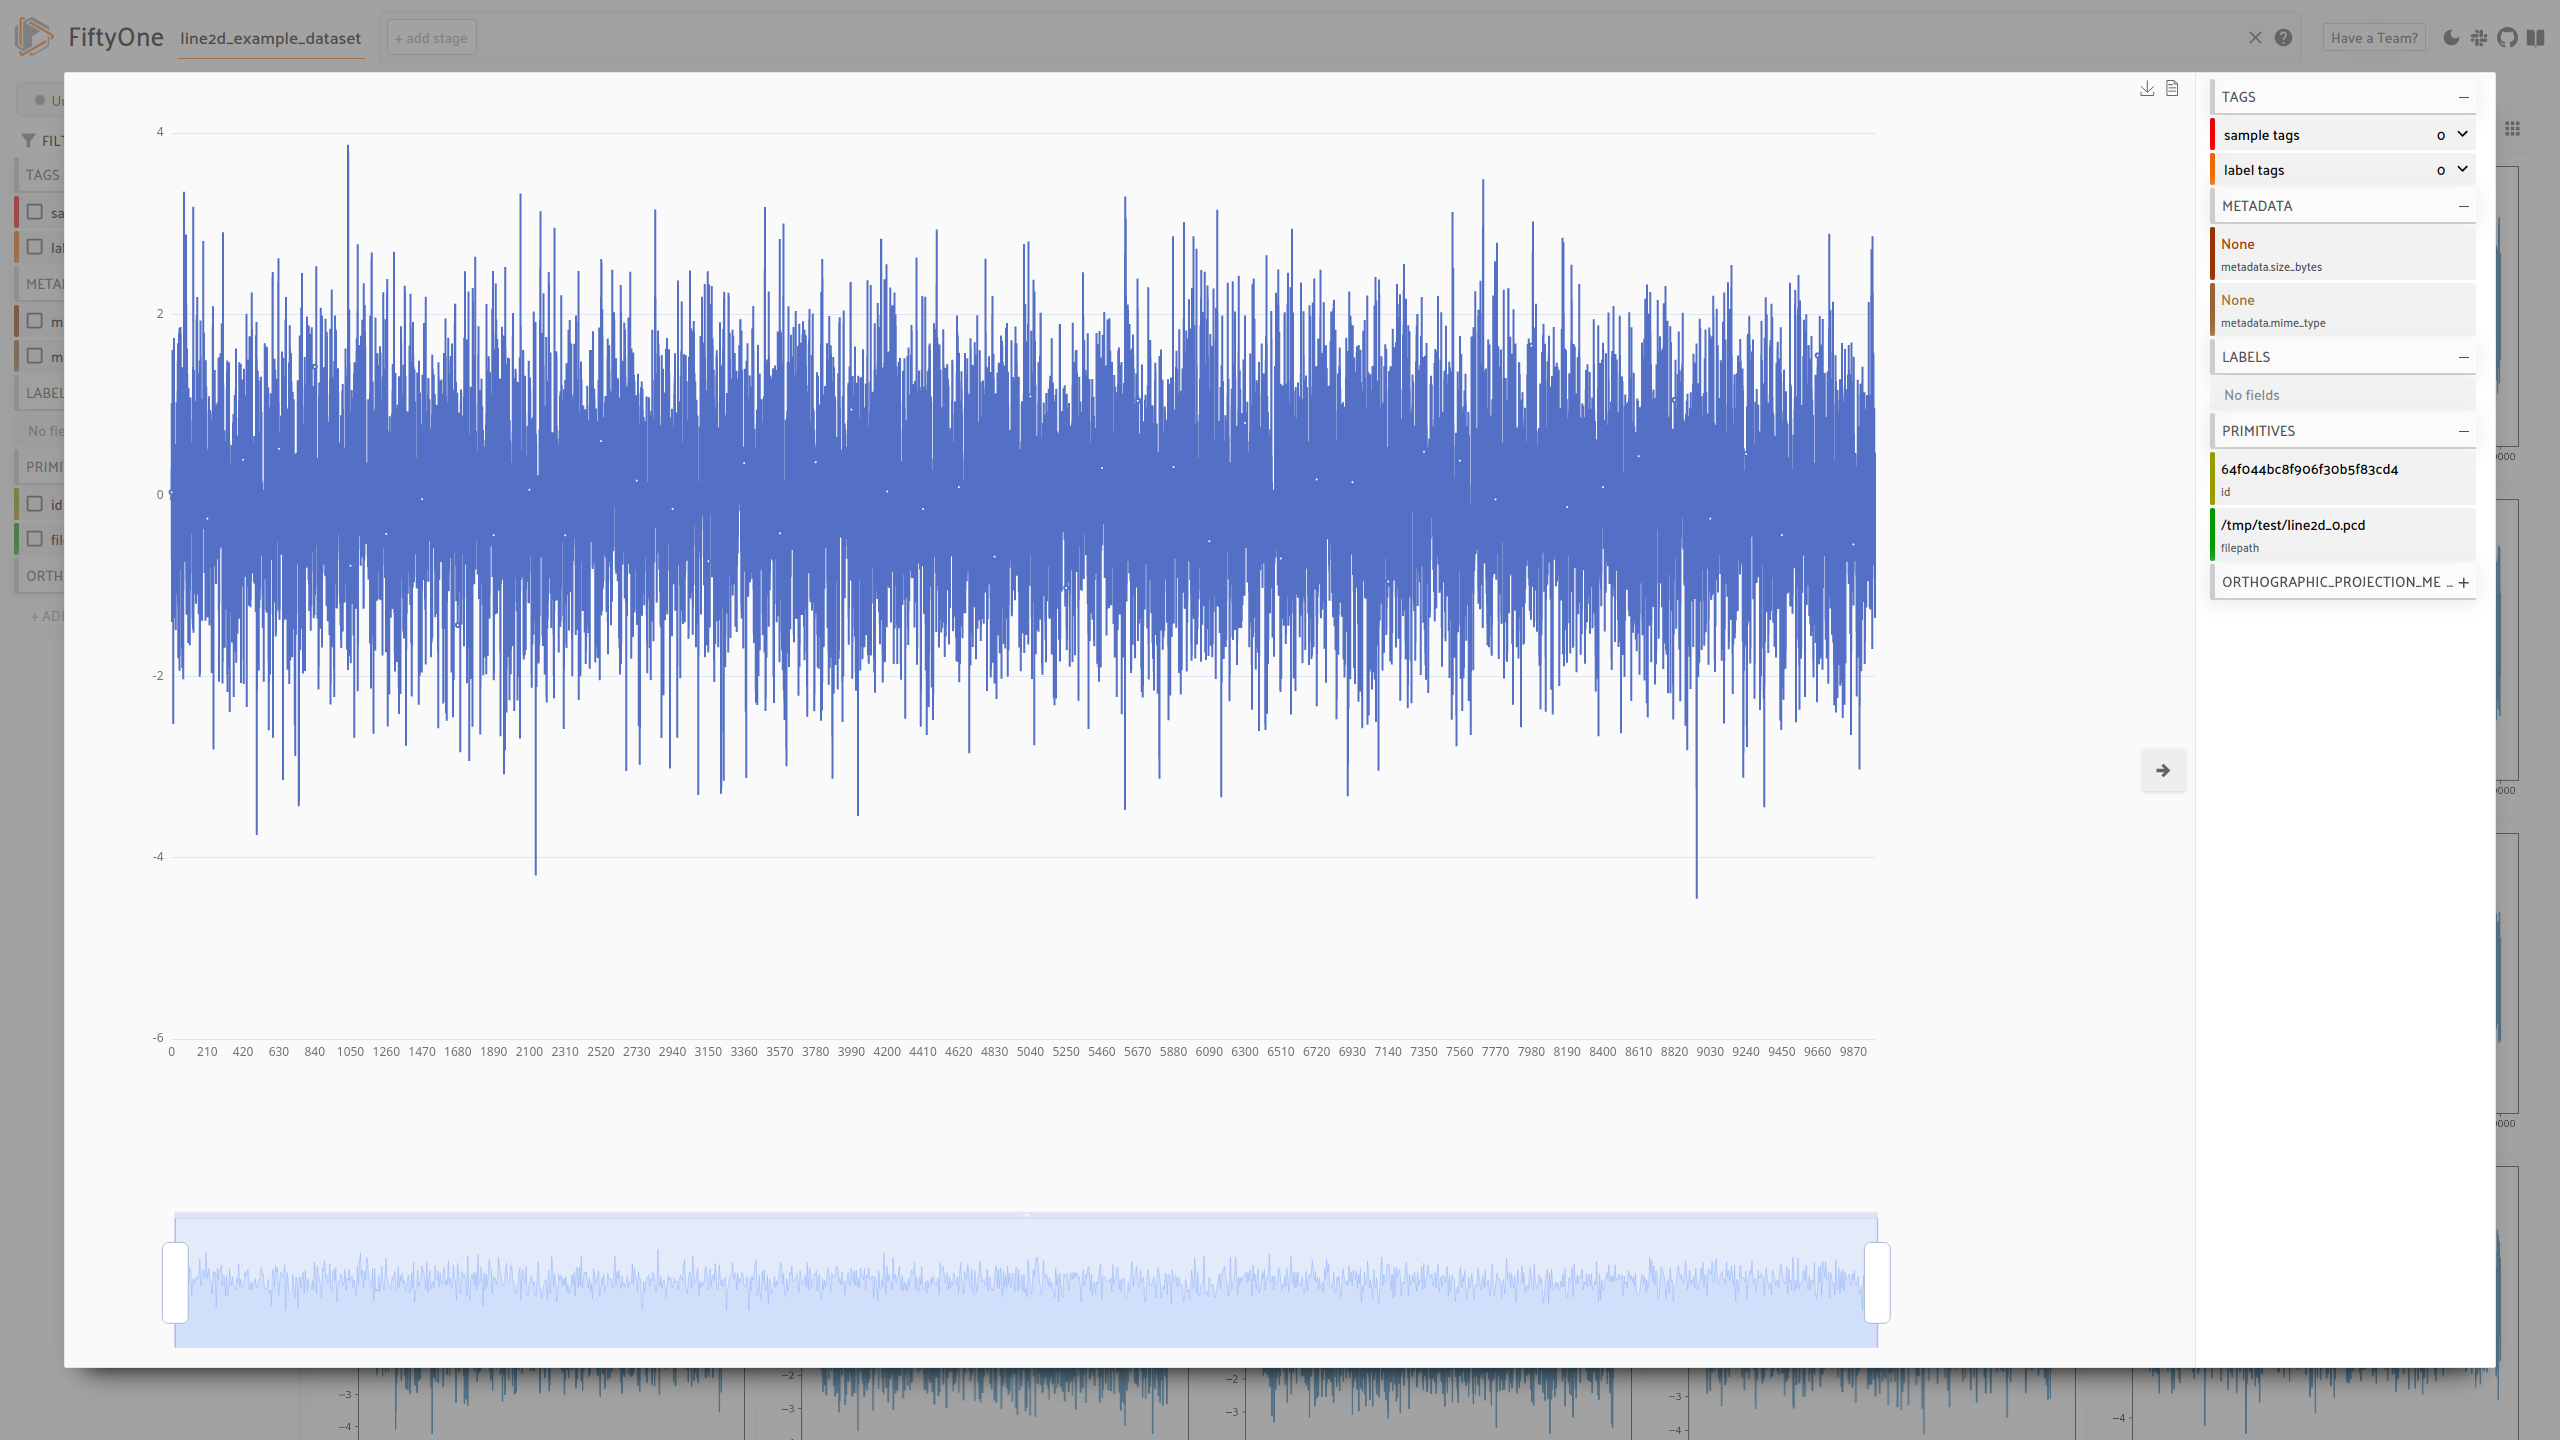 FiftyOne
line2d_example_dataset
+ add stage
Have a Team?
FILT
TAGS
sa
lal
META
m
m
LABEL
No fie
PRIMI
id
fil
ORTH
+ ADD
4
2
0
-2
-4
-6
0 210 420 630 840 1050 1260 1470 1680 1890 2100 2310 2520 2730 2940 3150 3360 3570 3780 3990 4200 4410 4620 4830 5040 5250 5460 5670 5880 6090 6300 6510 6720 6930 7140 7350 7560 7770 7980 8190 8400 8610 8820 9030 9240 9450 9660 9870
TAGS
sample tags 0
label tags 0
METADATA
None
metadata.size_bytes
None
metadata.mime_type
LABELS
No fields
PRIMITIVES
64f044bc8f906f30b5f83cd4
id
/tmp/test/line2d_0.pcd
filepath
ORTHOGRAPHIC_PROJECTION_ME ...
−3
−4
−2
−3
−2
−3
−3
−4
−4